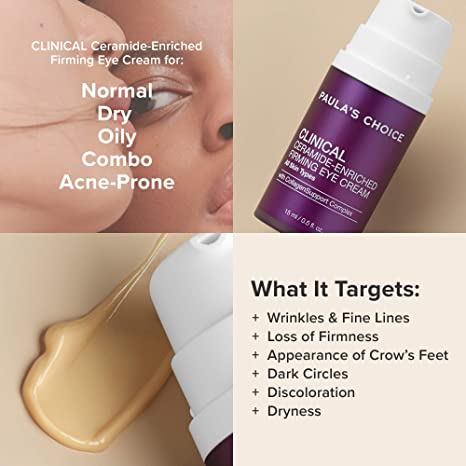 CLINICAL Ceramide-Enriched
Firming Eye Cream for:
Normal
Dry
Oily
Combo
Acne-Prone
PAULA'S CHOICE
CLINICAL
CERAMIDE-ENRICHED
FIRMING EYE CREAM
All Skin Types
with CollagenSupport Complex
15 ml / 0.5 fl. oz.
What It Targets:
+ Wrinkles & Fine Lines
+ Loss of Firmness
+ Appearance of Crow's Feet
+ Dark Circles
+ Discoloration
+ Dryness